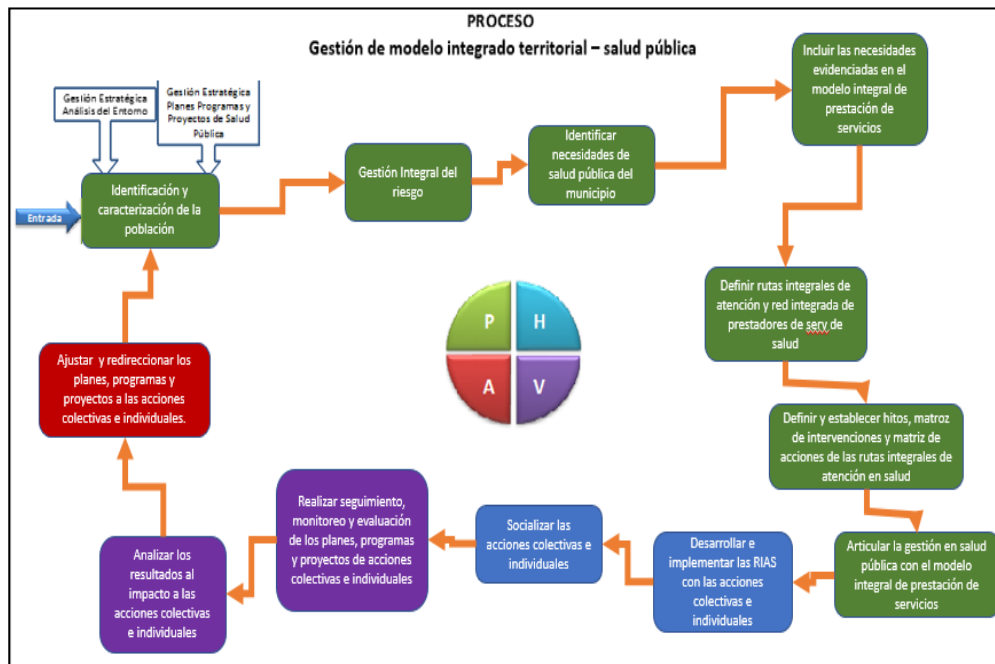 PROCESO
Gestión de modelo integrado territorial – salud pública
Gestión Estratégica
Análisis del Entorno
Gestión Estratégica
Planes Programas y
Proyectos de Salud
Pública
Entrada
Identificación y
caracterización de la
población
Gestión Integral del
riesgo
Identificar
necesidades de
salud pública del
municipio
Incluir las necesidades
evidenciadas en el
modelo integral de
prestación de
servicios
Definir rutas integrales de
atención y red integrada de
prestadores de serv de
salud
Definir y establecer hitos, matroz
de intervenciones y matriz de
acciones de las rutas integrales de
atención en salud
Articular la gestión en salud
pública con el modelo
integral de prestación de
servicios
Desarrollar e
implementar las RIAS
con las acciones
colectivas e
individuales
Socializar las
acciones colectivas e
individuales
Realizar seguimiento,
monitoreo y evaluación
de los planes, programas
y proyectos de acciones
colectivas e individuales
Analizar los
resultados al
impacto a las
acciones colectivas
e individuales
Ajustar y redireccionar los
planes, programas y
proyectos a las acciones
colectivas e individuales.
P H
A V